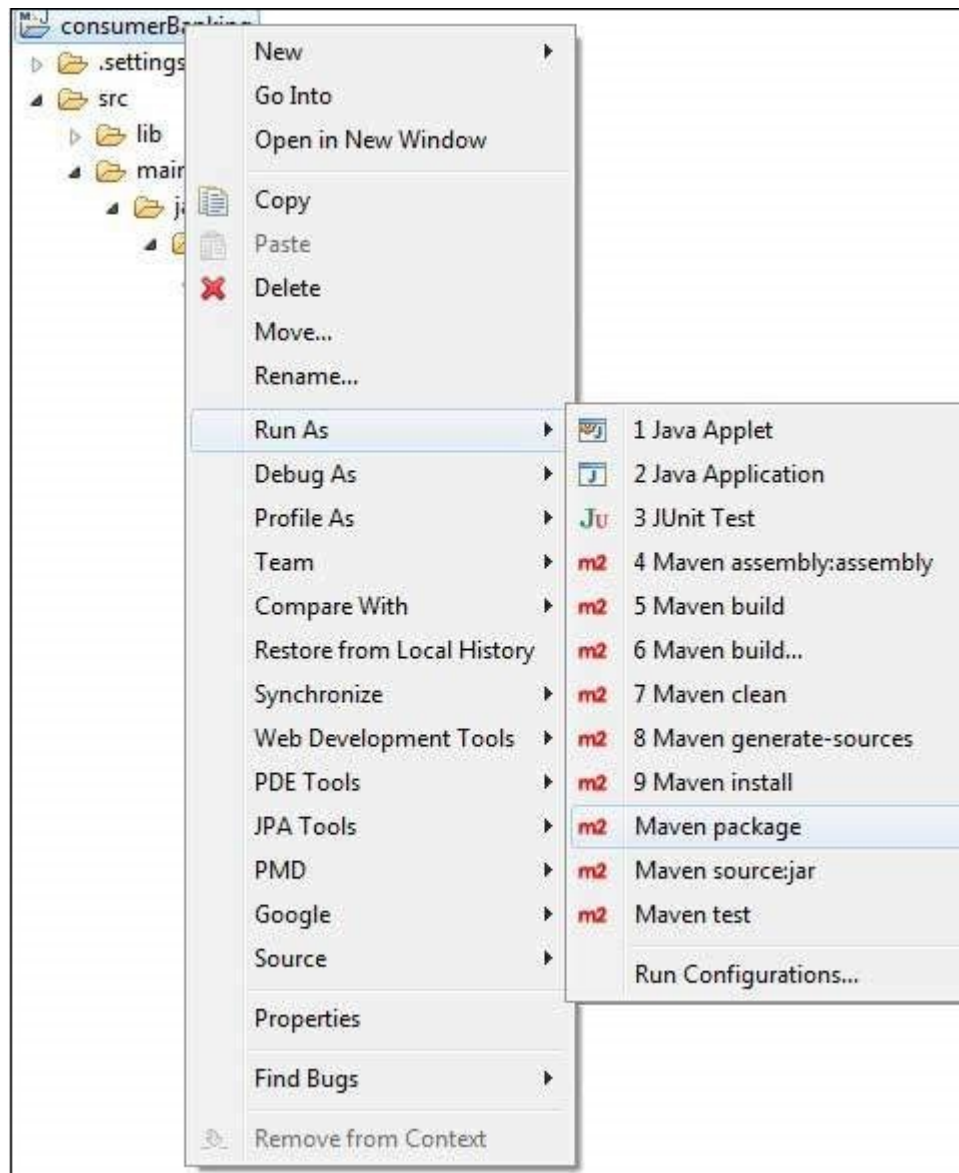 consumerBanking
.settings
src
lib
main
New
Go Into
Open in New Window
Copy
Paste
Delete
Move...
Rename...
Run As
Debug As
Profile As
Team
Compare With
Restore from Local History
Synchronize
Web Development Tools
PDE Tools
JPA Tools
PMD
Google
Source
Properties
Find Bugs
Remove from Context
1 Java Applet
2 Java Application
3 JUnit Test
4 Maven assembly:assembly
5 Maven build
6 Maven build...
7 Maven clean
8 Maven generate-sources
9 Maven install
Maven package
Maven source:jar
Maven test
Run Configurations...